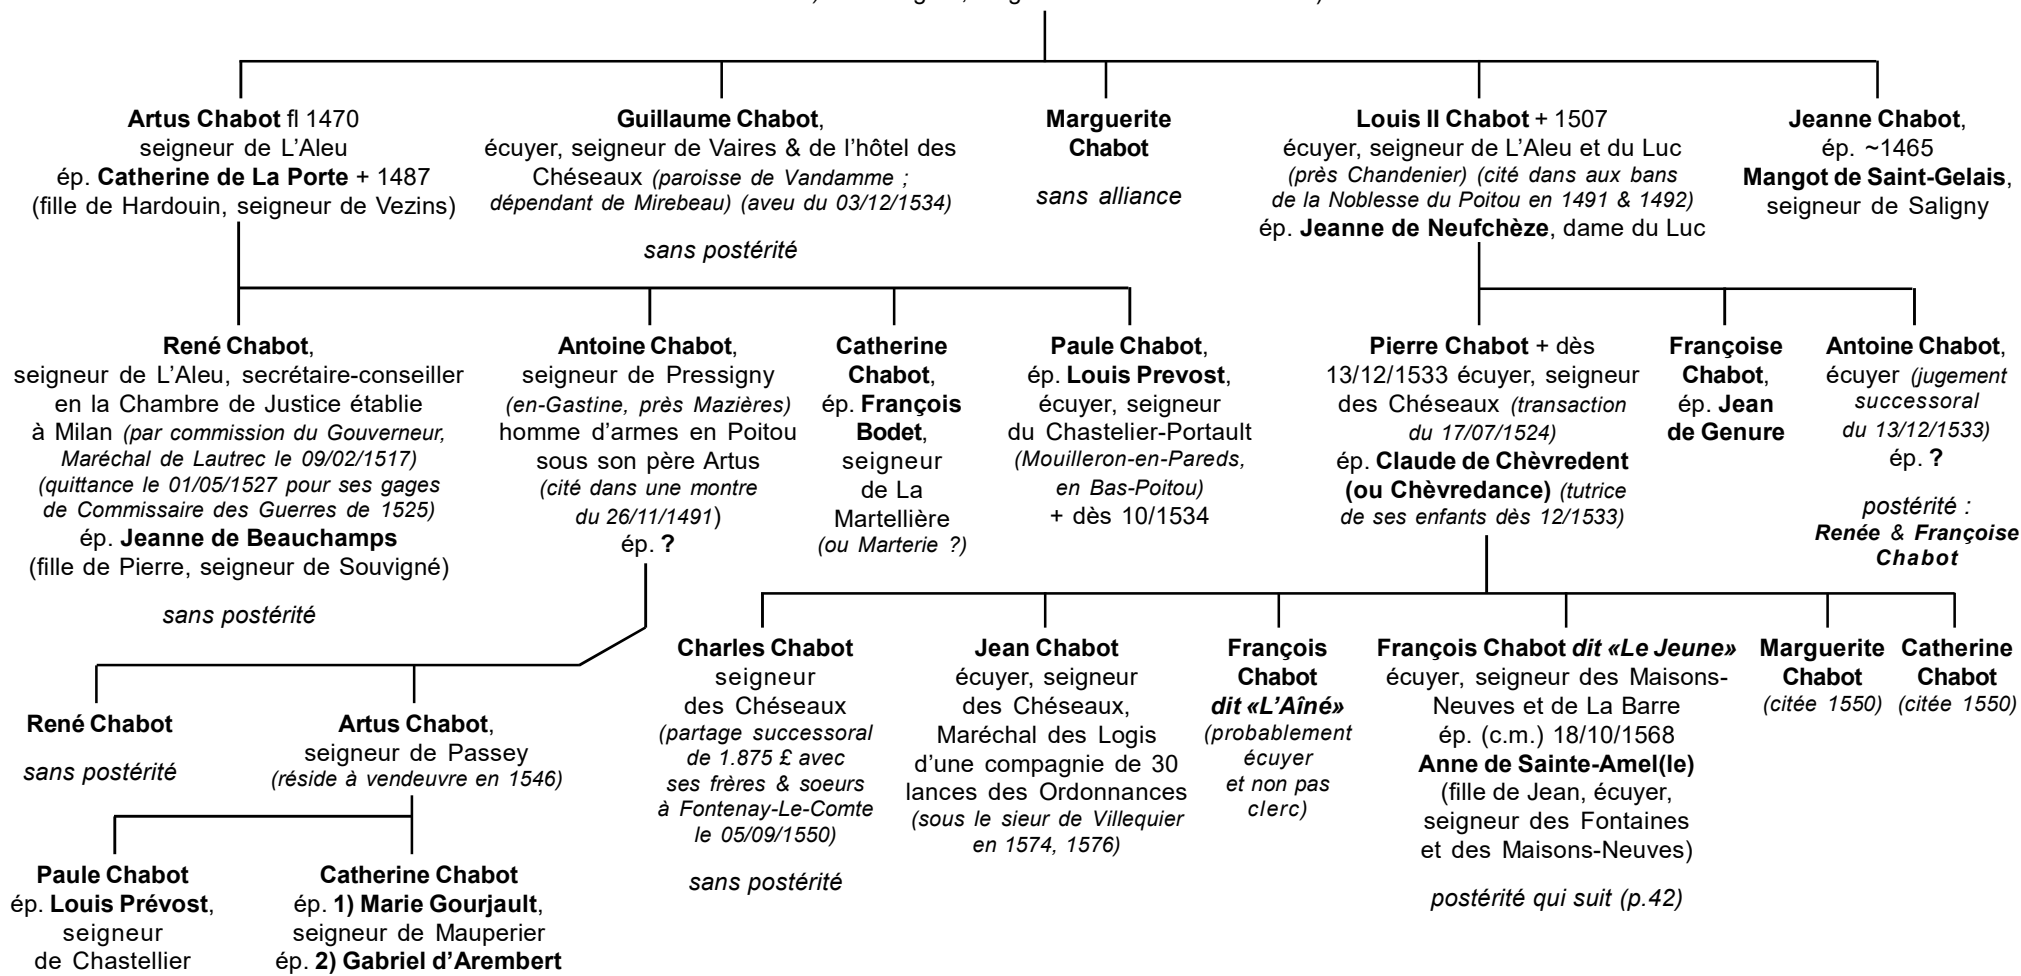 Artus Chabot fl 1470
seigneur de L'Aleu
ép. Catherine de La Porte + 1487
(fille de Hardouin, seigneur de Vezins)
Guillaume Chabot,
écuyer, seigneur de Vaires & de l'hôtel des
Chéseaux (paroisse de Vandamme ;
dépendant de Mirebeau) (aveu du 03/12/1534)
sans postérité
Marguerite
Chabot
sans alliance
Louis II Chabot + 1507
écuyer, seigneur de L'Aleu et du Luc
(près Chandenier) (cité dans aux bans
de la Noblesse du Poitou en 1491 & 1492)
ép. Jeanne de Neufchèze, dame du Luc
Jeanne Chabot,
ép. ~1465
Mangot de Saint-Gelais,
seigneur de Saligny
René Chabot,
seigneur de L'Aleu, secrétaire-conseiller
en la Chambre de Justice établie
à Milan (par commission du Gouverneur,
Maréchal de Lautrec le 09/02/1517)
(quittance le 01/05/1527 pour ses gages
de Commissaire des Guerres de 1525)
ép. Jeanne de Beauchamps
(fille de Pierre, seigneur de Souvigné)
sans postérité
Antoine Chabot,
seigneur de Pressigny
(en-Gastine, près Mazières)
homme d'armes en Poitou
sous son père Artus
(cité dans une montre
du 26/11/1491)
ép. ?
Catherine
Chabot,
ép. François
Bodet,
seigneur
de La
Martellière
(ou Marterie ?)
Paule Chabot,
ép. Louis Prevost,
écuyer, seigneur
du Chastelier-Portault
(Mouilleron-en-Pareds,
en Bas-Poitou)
+ dès 10/1534
Pierre Chabot + dès
13/12/1533 écuyer, seigneur
des Chéseaux (transaction
du 17/07/1524)
ép. Claude de Chèvredent
(ou Chèvredance) (tutrice
de ses enfants dès 12/1533)
Françoise
Chabot,
ép. Jean
de Genure
Antoine Chabot,
écuyer (jugement
successoral
du 13/12/1533)
ép. ?
postérité :
Renée & Françoise
Chabot
René Chabot
sans postérité
Artus Chabot,
seigneur de Passey
(réside à vendeuvre en 1546)
Charles Chabot
seigneur
des Chéseaux
(partage successoral
de 1.875 £ avec
ses frères & soeurs
à Fontenay-Le-Comte
le 05/09/1550)
sans postérité
Jean Chabot
écuyer, seigneur
des Chéseaux,
Maréchal des Logis
d'une compagnie de 30
lances des Ordonnances
(sous le sieur de Villequier
en 1574, 1576)
François
Chabot
dit «L'Aîné»
(probablement
écuyer
et non pas
clerc)
François Chabot dit «Le Jeune»
écuyer, seigneur des Maisons-
Neuves et de La Barre
ép. (c.m.) 18/10/1568
Anne de Sainte-Amel(le)
(fille de Jean, écuyer,
seigneur des Fontaines
et des Maisons-Neuves)
postérité qui suit (p.42)
Marguerite
Chabot
(citée 1550)
Catherine
Chabot
(citée 1550)
Paule Chabot
ép. Louis Prévost,
seigneur
de Chastellier
Catherine Chabot
ép. 1) Marie Gourjault,
seigneur de Mauperier
ép. 2) Gabriel d'Arembert